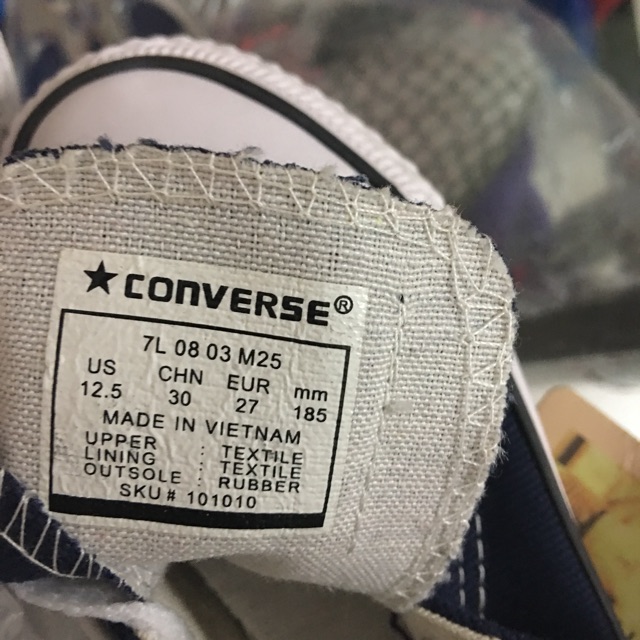 ★CONVERSE®
7L 08 03 M25
US CHN EUR mm
12.5 30 27 185
MADE IN VIETNAM
UPPER : TEXTILE
LINING : TEXTILE
OUTSOLE : RUBBER
SKU# 101010